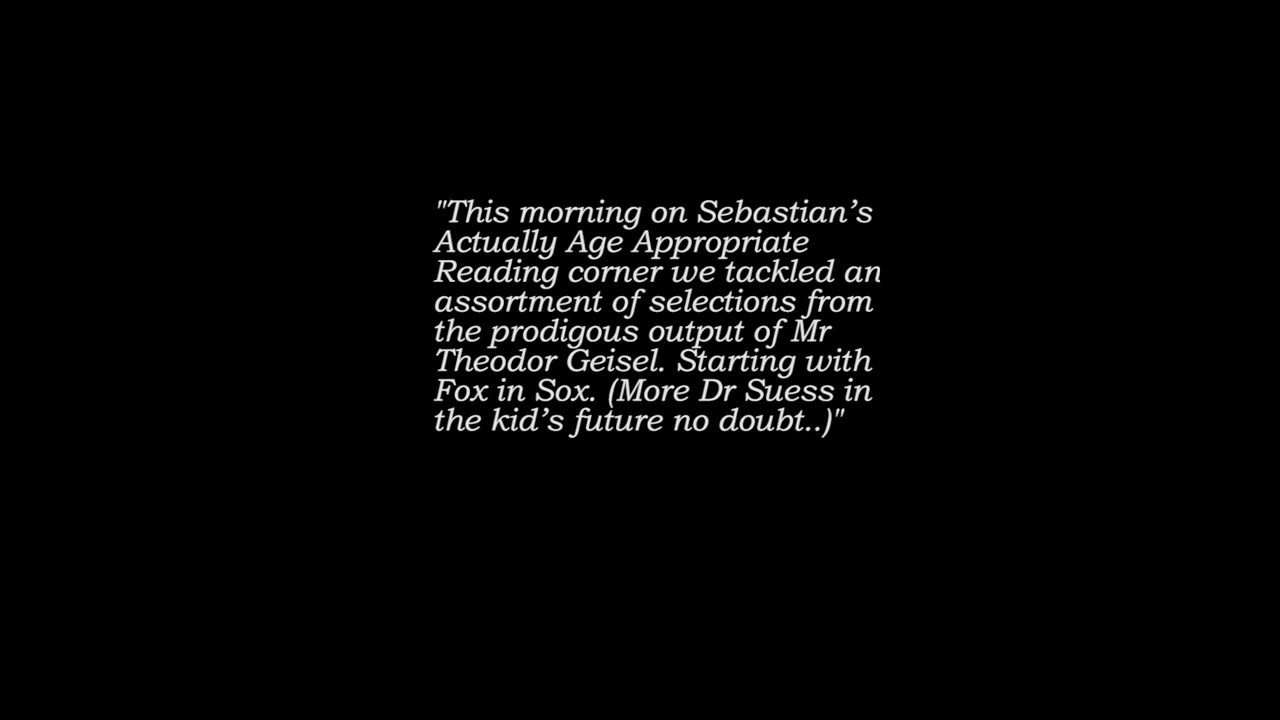 "This morning on Sebastian’s
Actually Age Appropriate
Reading corner we tackled an
assortment of selections from
the prodigous output of Mr
Theodor Geisel. Starting with
Fox in Sox. (More Dr Suess in
the kid’s future no doubt..)"